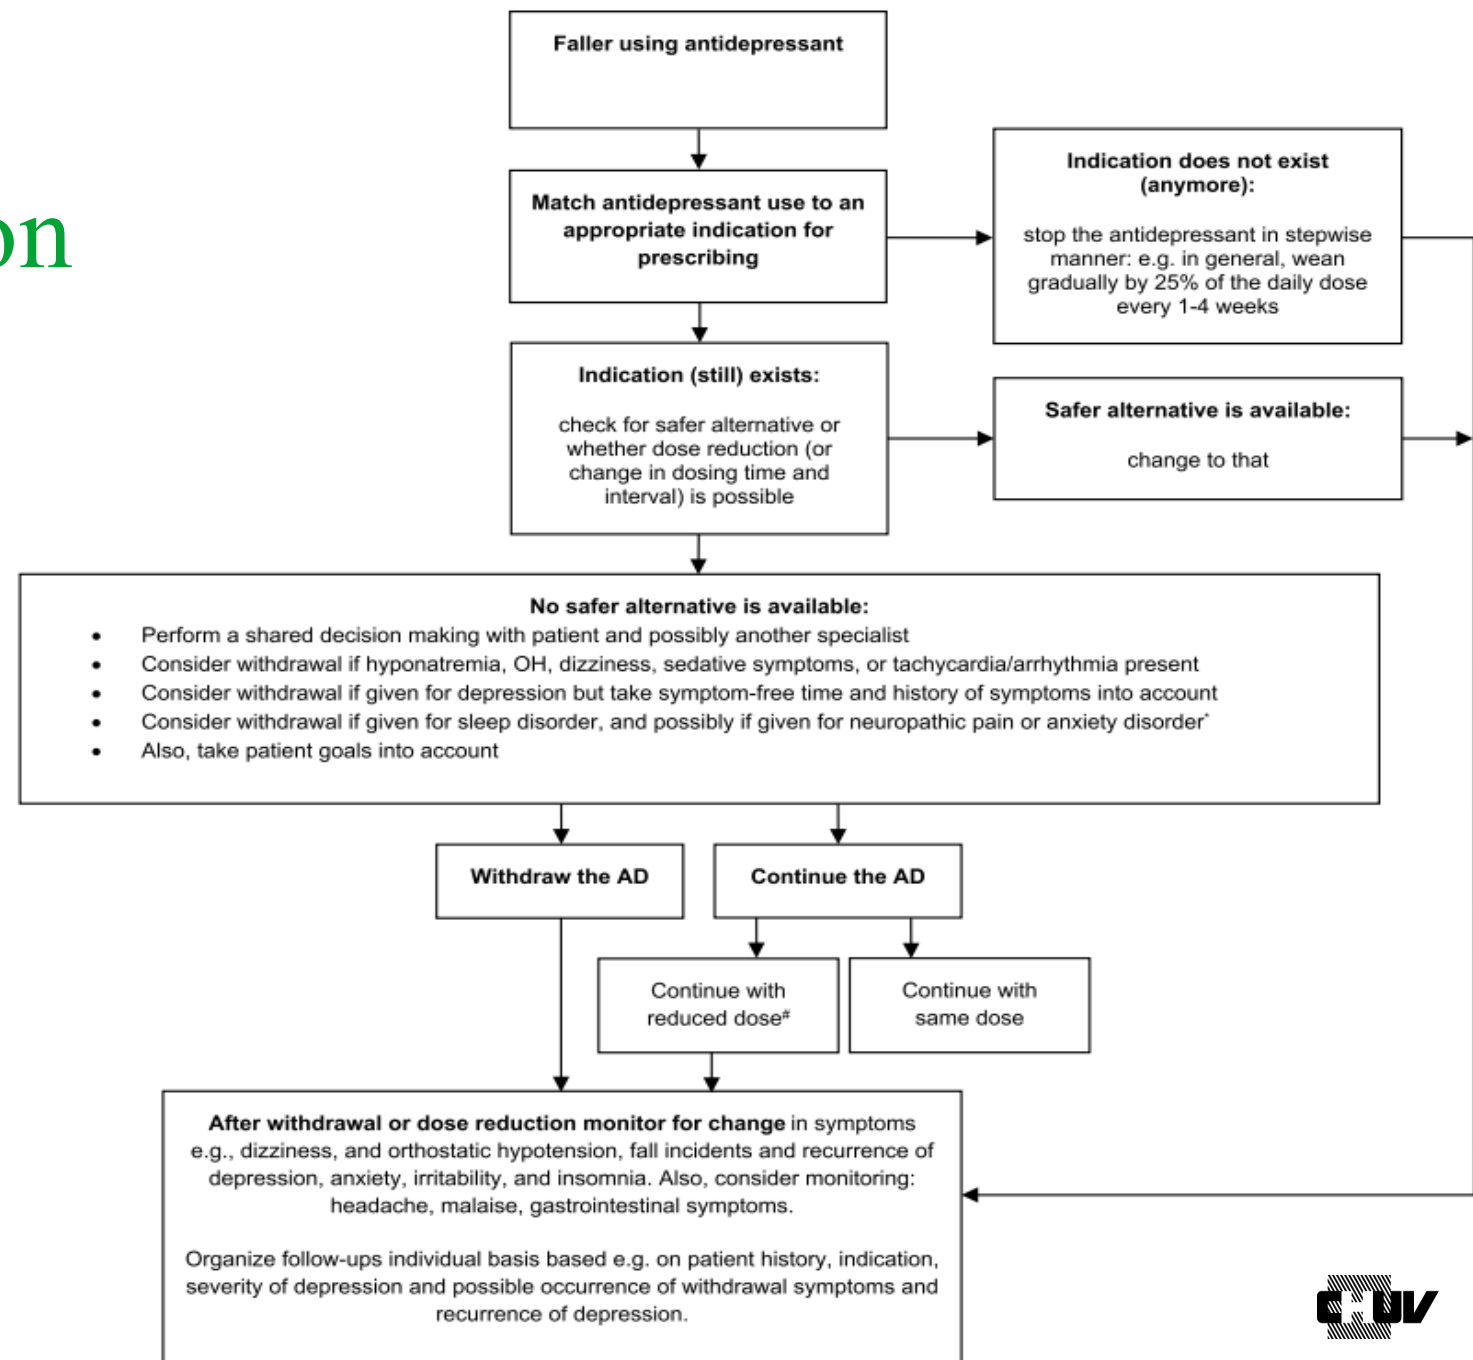 on
Faller using antidepressant
Match antidepressant use to an
appropriate indication for
prescribing
Indication does not exist
(anymore):
stop the antidepressant in stepwise
manner: e.g. in general, wean
gradually by 25% of the daily dose
every 1-4 weeks
Indication (still) exists:
check for safer alternative or
whether dose reduction (or
change in dosing time and
interval) is possible
Safer alternative is available:
change to that
No safer alternative is available:
• Perform a shared decision making with patient and possibly another specialist
• Consider withdrawal if hyponatremia, OH, dizziness, sedative symptoms, or tachycardia/arrhythmia present
• Consider withdrawal if given for depression but take symptom-free time and history of symptoms into account
• Consider withdrawal if given for sleep disorder, and possibly if given for neuropathic pain or anxiety disorder*
• Also, take patient goals into account
Withdraw the AD
Continue the AD
Continue with
reduced dose#
Continue with
same dose
After withdrawal or dose reduction monitor for change in symptoms
e.g., dizziness, and orthostatic hypotension, fall incidents and recurrence of
depression, anxiety, irritability, and insomnia. Also, consider monitoring:
headache, malaise, gastrointestinal symptoms.
Organize follow-ups individual basis based e.g. on patient history, indication,
severity of depression and possible occurrence of withdrawal symptoms and
recurrence of depression.
CHUV